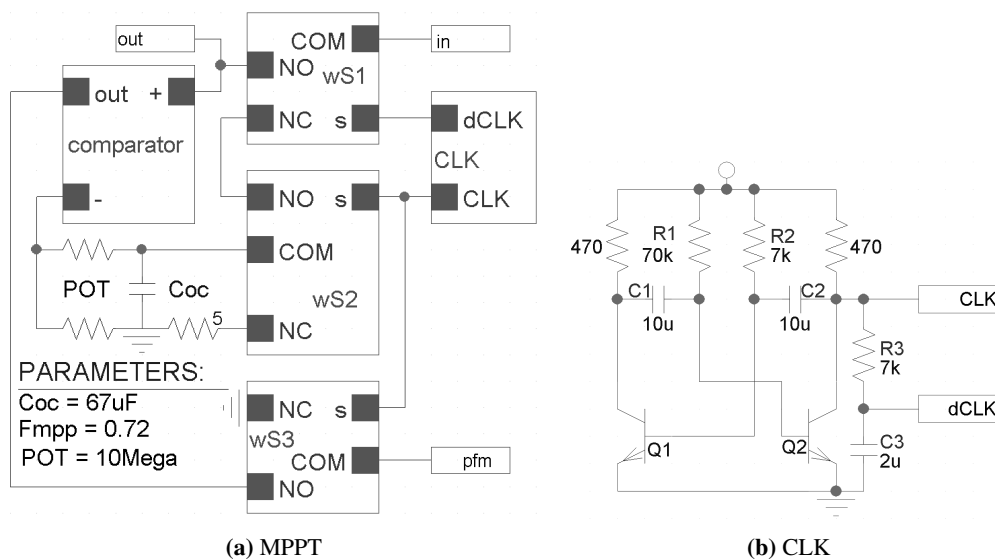 out
COM
in
NO
wS1
out +
NC s
dCLK
comparator
CLK
-
NO s
CLK
COM
POT
Coc
wS2
5
NC
PARAMETERS:
Coc = 67uF
Fmpp = 0.72
POT = 10Mega
NC s
wS3
COM
pfm
NO
(a) MPPT
470
R1
70k
R2
7k
470
C1
10u
C2
10u
CLK
R3
7k
dCLK
Q1
Q2
C3
2u
(b) CLK